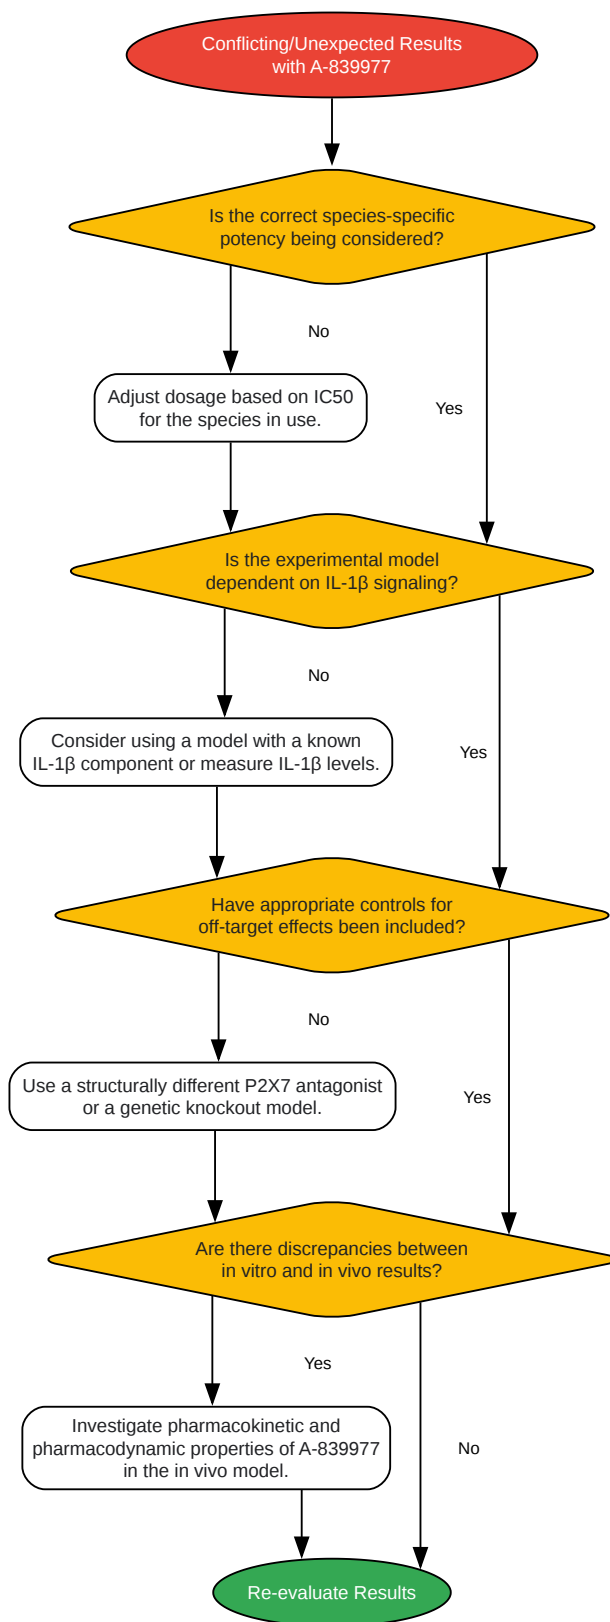 Conflicting/Unexpected Results
with A-839977
Is the correct species-specific
potency being considered?
No
Adjust dosage based on IC50
for the species in use.
Yes
Is the experimental model
dependent on IL-1β signaling?
No
Consider using a model with a known
IL-1β component or measure IL-1β levels.
Yes
Have appropriate controls for
off-target effects been included?
No
Use a structurally different P2X7 antagonist
or a genetic knockout model.
Yes
Are there discrepancies between
in vitro and in vivo results?
Yes
Investigate pharmacokinetic and
pharmacodynamic properties of A-839977
in the in vivo model.
No
Re-evaluate Results